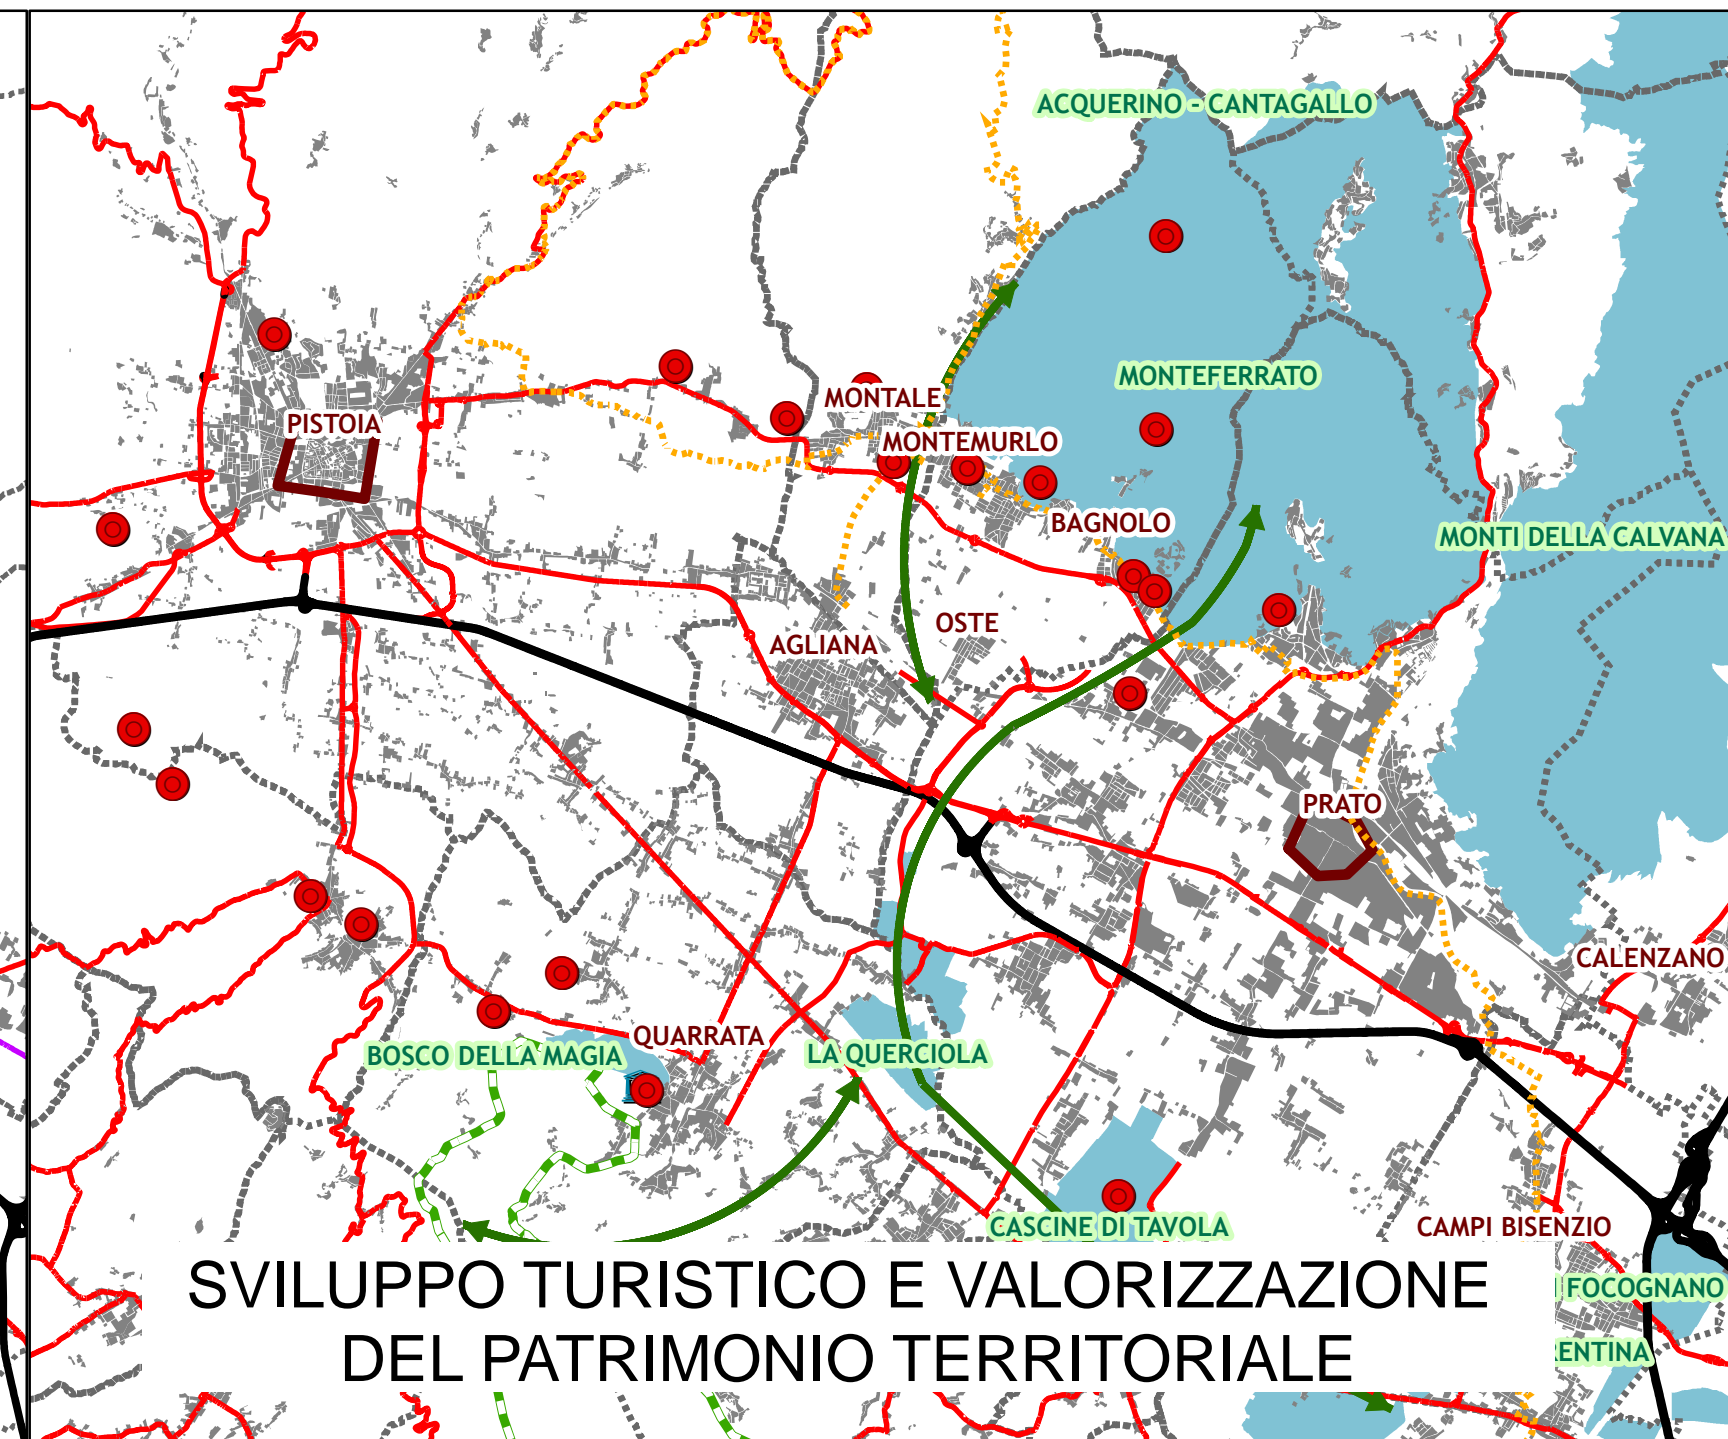 ACQUERINO - CANTAGALLO
MONTEFERRATO
MONTALE
PISTOIA
MONTEMURLO
BAGNOLO
MONTI DELLA CALVANA
OSTE
AGLIANA
PRATO
CALENZANO
QUARRATA
BOSCO DELLA MAGIA
LA QUERCIOLA
CASCINE DI TAVOLA
CAMPI BISENZIO
SVILUPPO TURISTICO E VALORIZZAZIONE
DEL PATRIMONIO TERRITORIALE
FOCOGNANO
RENTINA